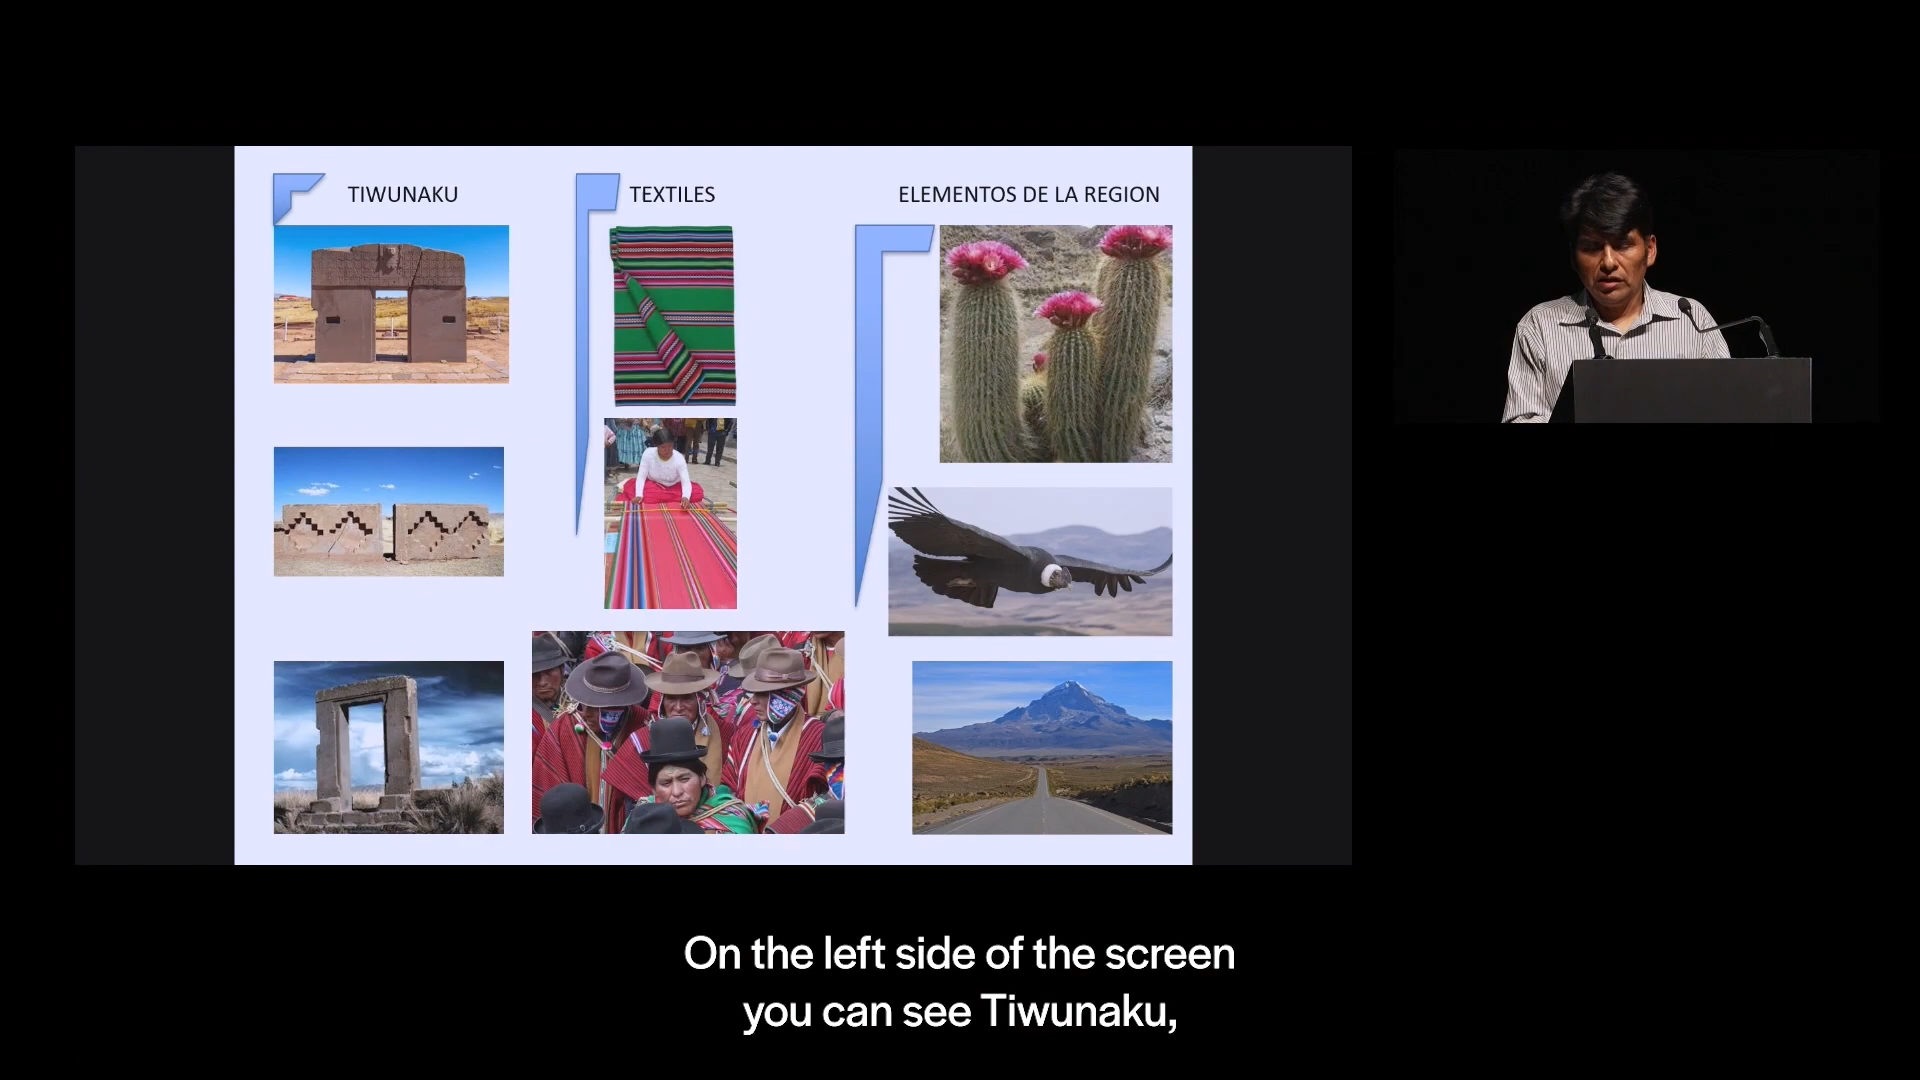 TIWUNAKU
TEXTILES
ELEMENTOS DE LA REGION
On the left side of the screen
you can see Tiwunaku,